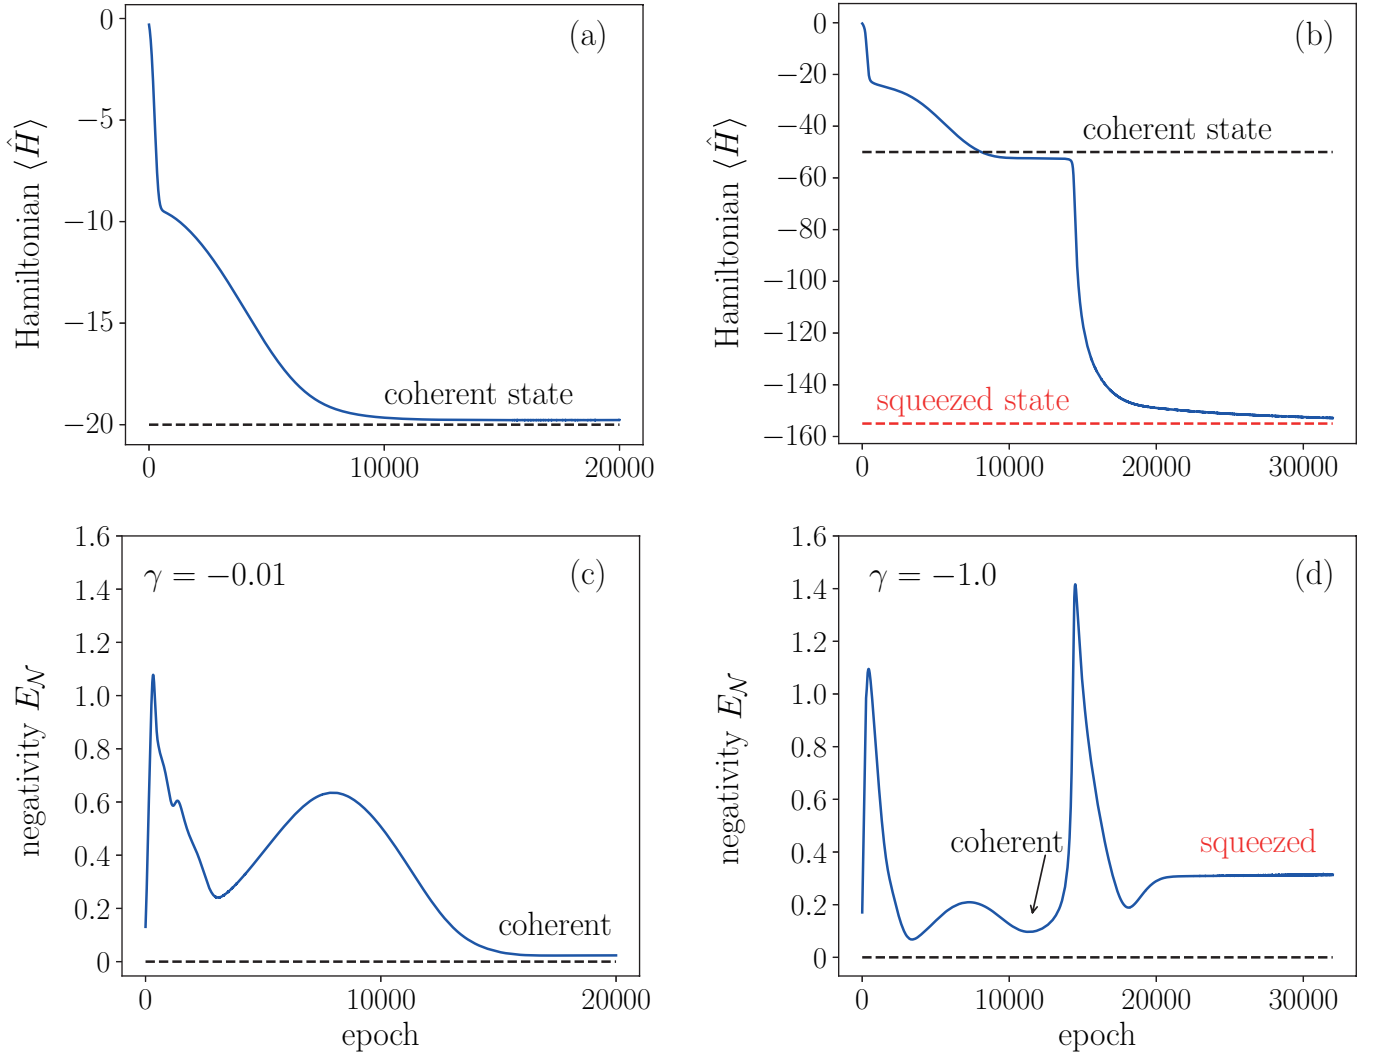 (a)
Hamiltonian ⟨Ĥ⟩
0
−5
−10
−15
−20
coherent state
0
10000
20000
(b)
Hamiltonian ⟨Ĥ⟩
0
−20
−40
−60
−80
−100
−120
−140
−160
coherent state
squeezed state
0
10000
20000
30000
(c)
γ = −0.01
negativity E𝒩
1.6
1.4
1.2
1.0
0.8
0.6
0.4
0.2
0
coherent
0
10000
20000
epoch
(d)
γ = −1.0
negativity E𝒩
1.6
1.4
1.2
1.0
0.8
0.6
0.4
0.2
0
coherent
squeezed
0
10000
20000
30000
epoch